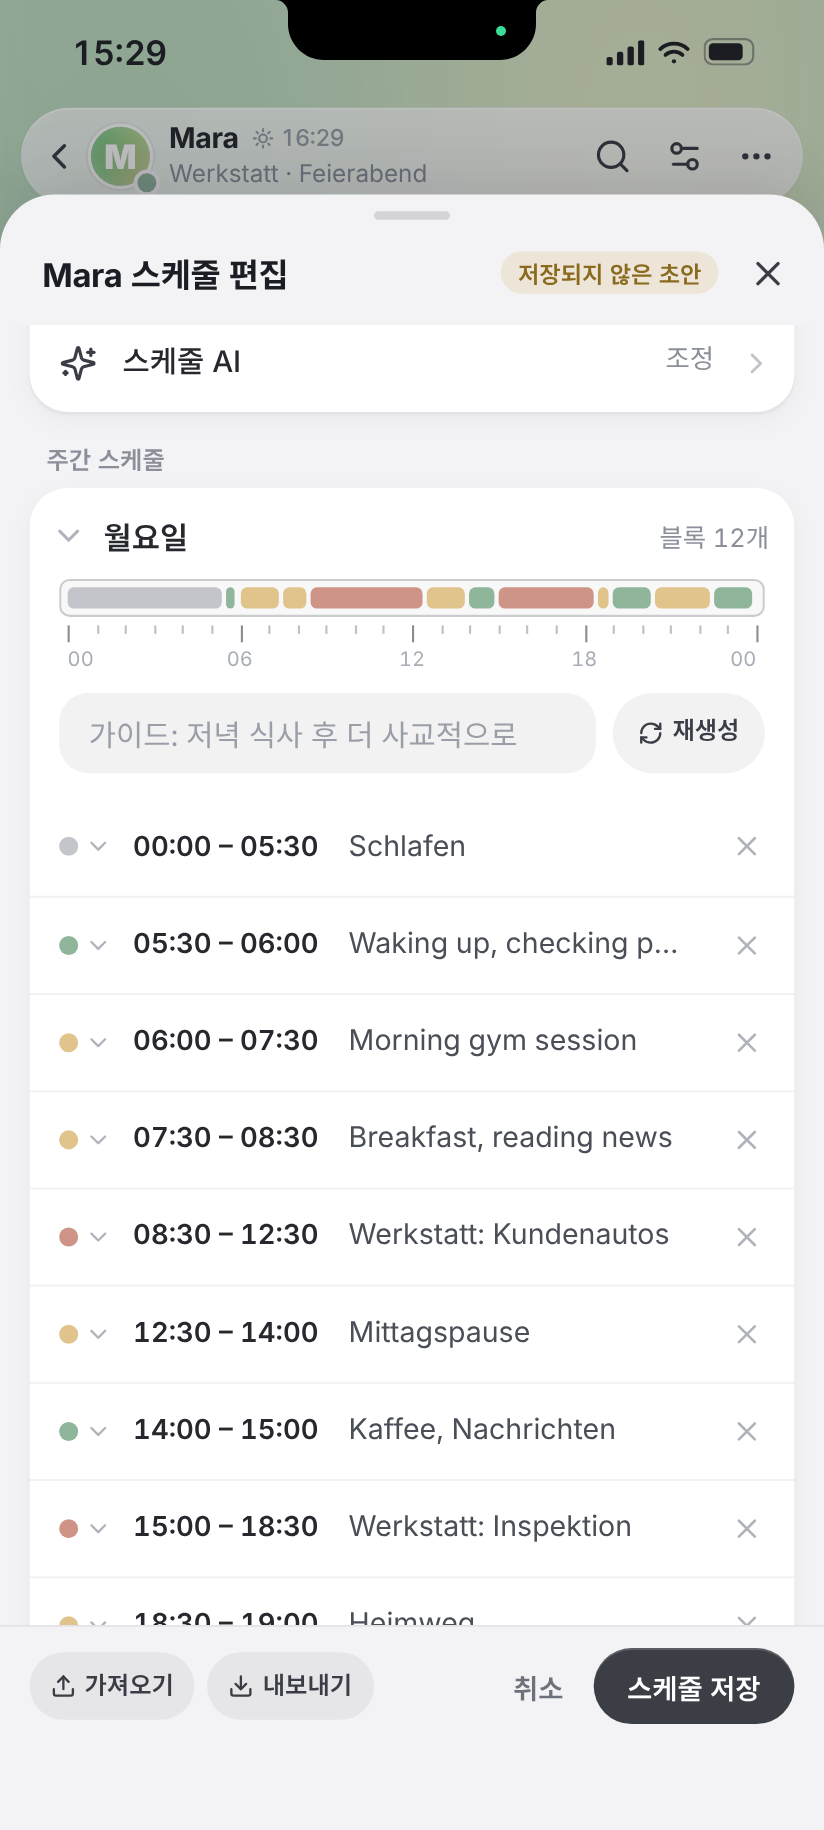 15:29
M
Mara 16:29
Werkstatt · Feierabend
Mara 스케줄 편집
저장되지 않은 초안
스케줄 AI
조정
주간 스케줄
월요일
블록 12개
00 06 12 18 00
가이드: 저녁 식사 후 더 사교적으로
재생성
00:00 – 05:30 Schlafen
05:30 – 06:00 Waking up, checking p...
06:00 – 07:30 Morning gym session
07:30 – 08:30 Breakfast, reading news
08:30 – 12:30 Werkstatt: Kundenautos
12:30 – 14:00 Mittagspause
14:00 – 15:00 Kaffee, Nachrichten
15:00 – 18:30 Werkstatt: Inspektion
18:30 – 19:00 Heimweg
가져오기
내보내기
취소
스케줄 저장